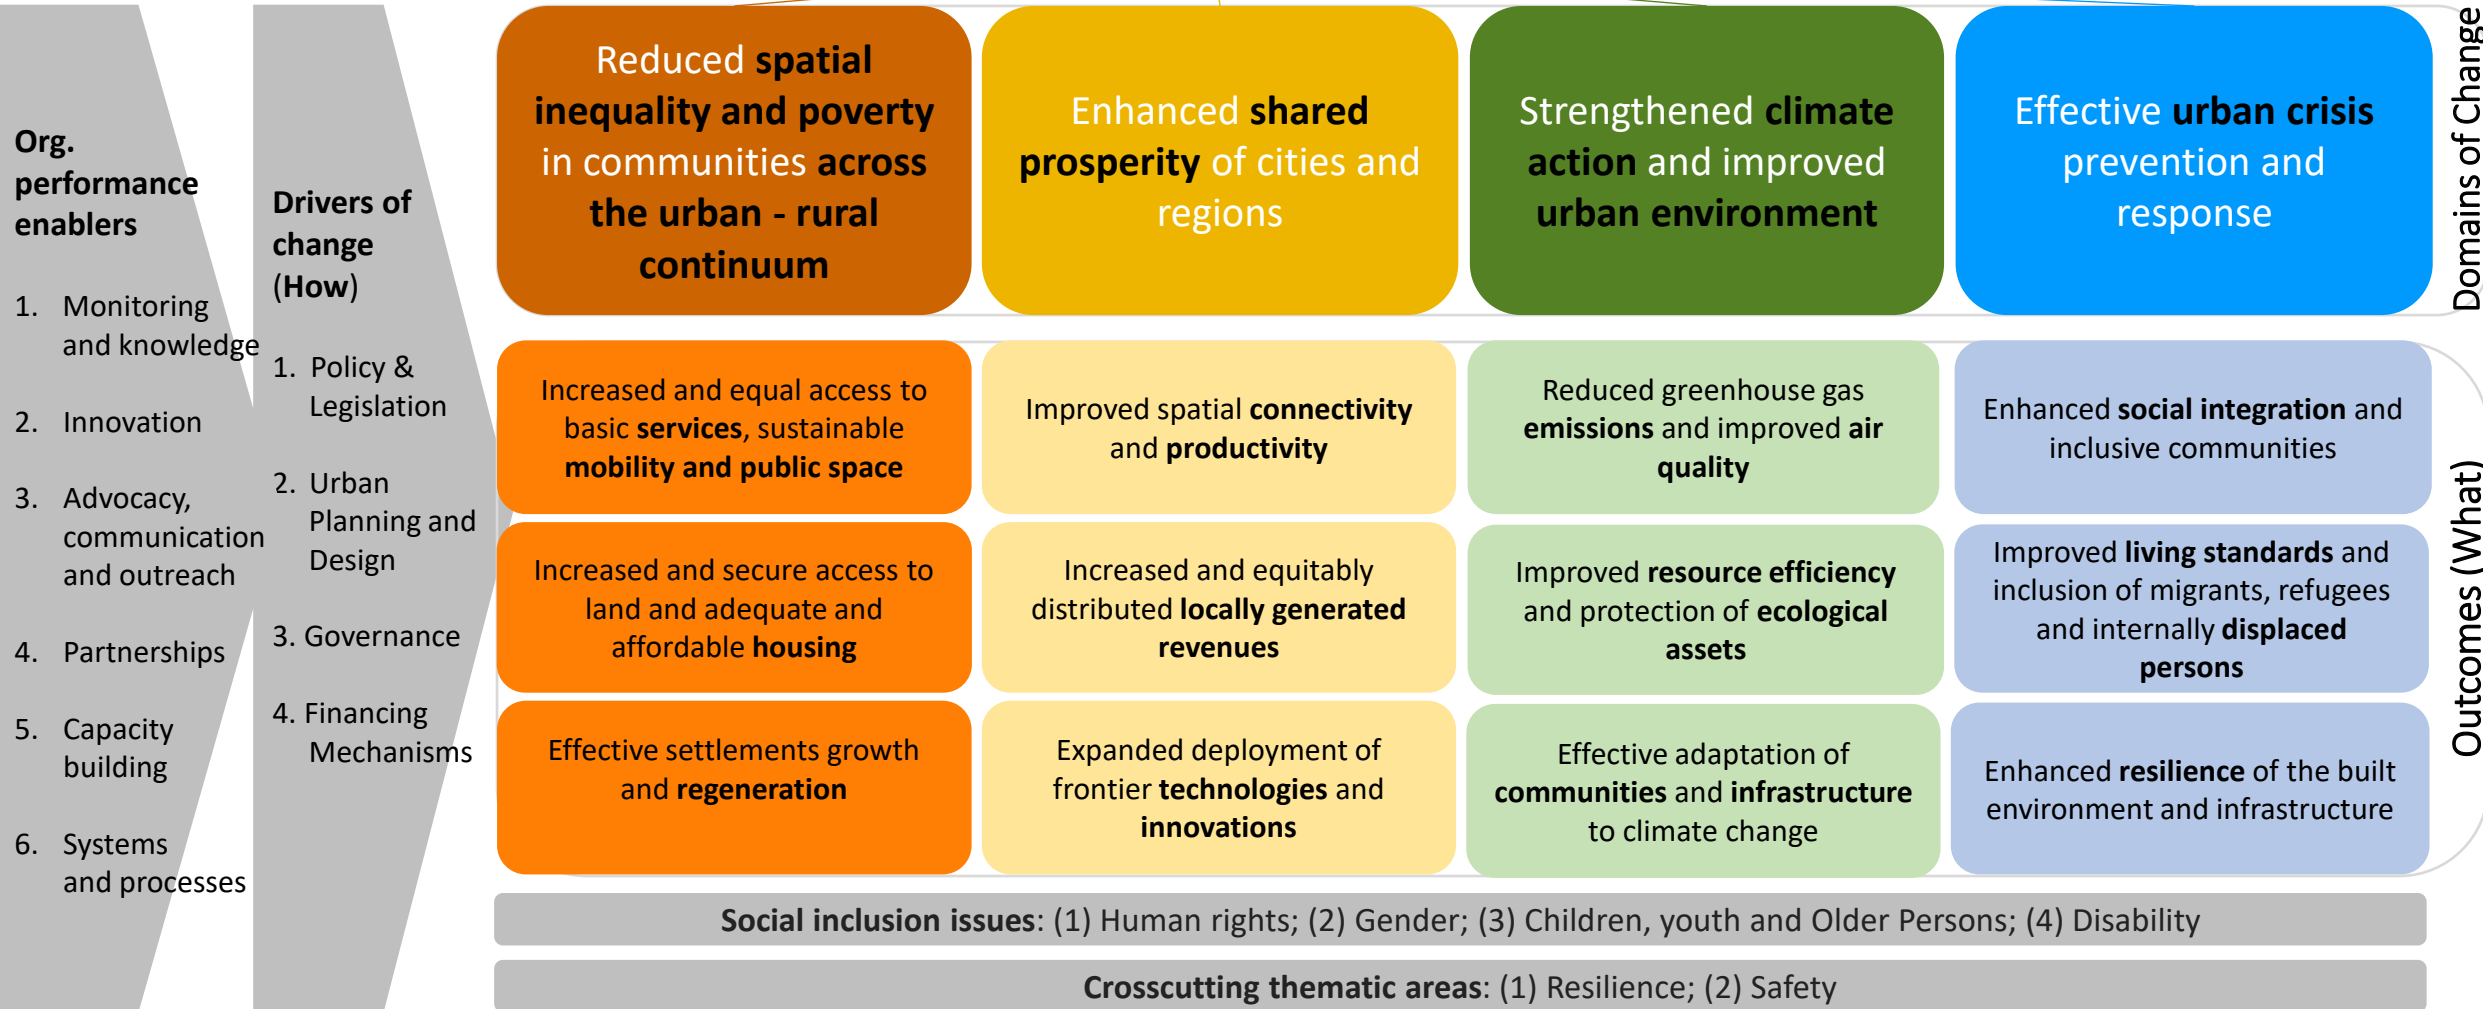 Org.
performance
enablers
1. Monitoring
and knowledge
2. Innovation
3. Advocacy,
communication
and outreach
4. Partnerships
5. Capacity
building
6. Systems
and processes
Drivers of
change
(How)
1. Policy &
Legislation
2. Urban
Planning and
Design
3. Governance
4. Financing
Mechanisms
Reduced spatial
inequality and poverty
in communities across
the urban - rural
continuum
Enhanced shared
prosperity of cities and
regions
Strengthened climate
action and improved
urban environment
Effective urban crisis
prevention and
response
Domains of Change
Increased and equal access to
basic services, sustainable
mobility and public space
Improved spatial connectivity
and productivity
Reduced greenhouse gas
emissions and improved air
quality
Enhanced social integration and
inclusive communities
Increased and secure access to
land and adequate and
affordable housing
Increased and equitably
distributed locally generated
revenues
Improved resource efficiency
and protection of ecological
assets
Improved living standards and
inclusion of migrants, refugees
and internally displaced
persons
Effective settlements growth
and regeneration
Expanded deployment of
frontier technologies and
innovations
Effective adaptation of
communities and infrastructure
to climate change
Enhanced resilience of the built
environment and infrastructure
Outcomes (What)
Social inclusion issues: (1) Human rights; (2) Gender; (3) Children, youth and Older Persons; (4) Disability
Crosscutting thematic areas: (1) Resilience; (2) Safety